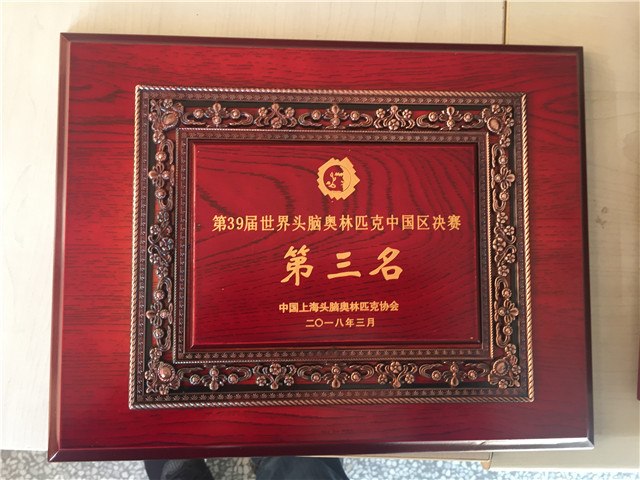 第39届世界头脑奥林匹克中国区决赛
第三名
中国上海头脑奥林匹克协会
二〇一八年三月